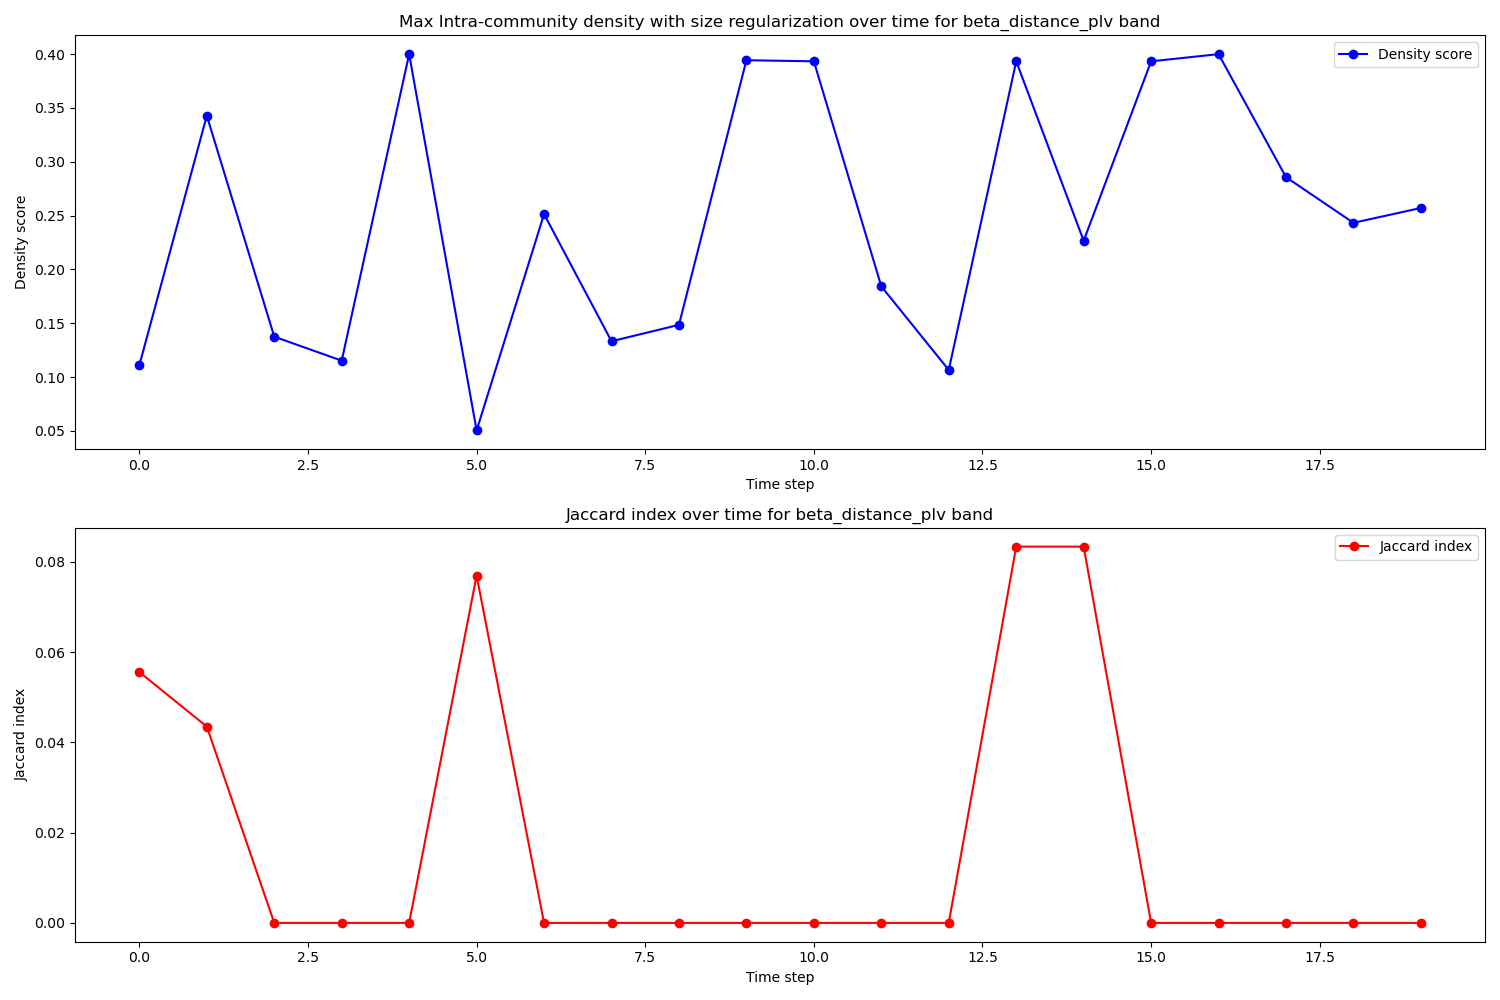 Max Intra-community density with size regularization over time for beta_distance_plv band
Density score
0.40
0.35
0.30
0.25
0.20
0.15
0.10
0.05
Density score
0.0 2.5 5.0 7.5 10.0 12.5 15.0 17.5
Time step
Jaccard index over time for beta_distance_plv band
Jaccard index
0.08
0.06
0.04
0.02
0.00
Jaccard index
0.0 2.5 5.0 7.5 10.0 12.5 15.0 17.5
Time step